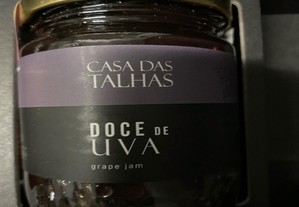 CASA DAS
TALHAS
DOCE DE
UVA
grape jam